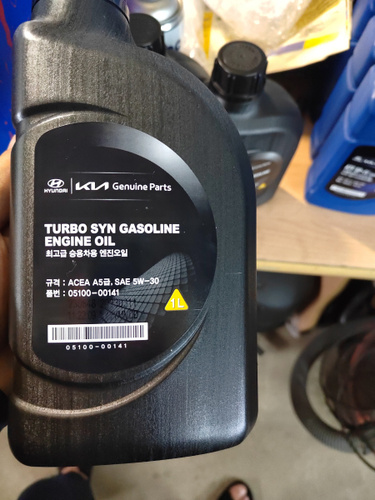 HYUNDAI KIA Genuine Parts
TURBO SYN GASOLINE
ENGINE OIL
최고급 승용차용 엔진오일
규격 : ACEA A5급, SAE 5W-30
품번 : 05100-00141
1L
05100-00141